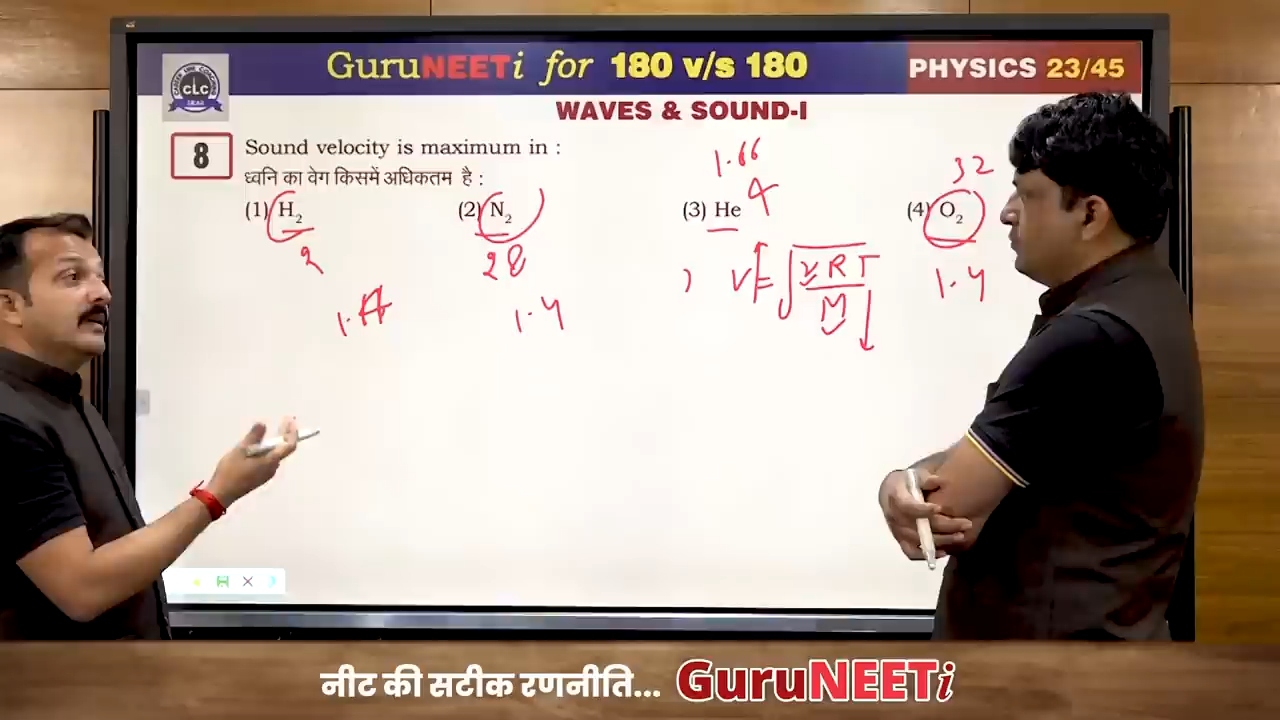 GuruNEETi for 180 v/s 180
PHYSICS 23/45
CLC
SIKAR
WAVES & SOUND-I
8 Sound velocity is maximum in :
ध्वनि का वेग किसमें अधिकतम है :
(1) H₂ (2) N₂ (3) He (4) O₂
1.66
4
32
2
28
1.4
1.4
v = √(γRT/M)
1.4
नीट की सटीक रणनीति... GuruNEETi